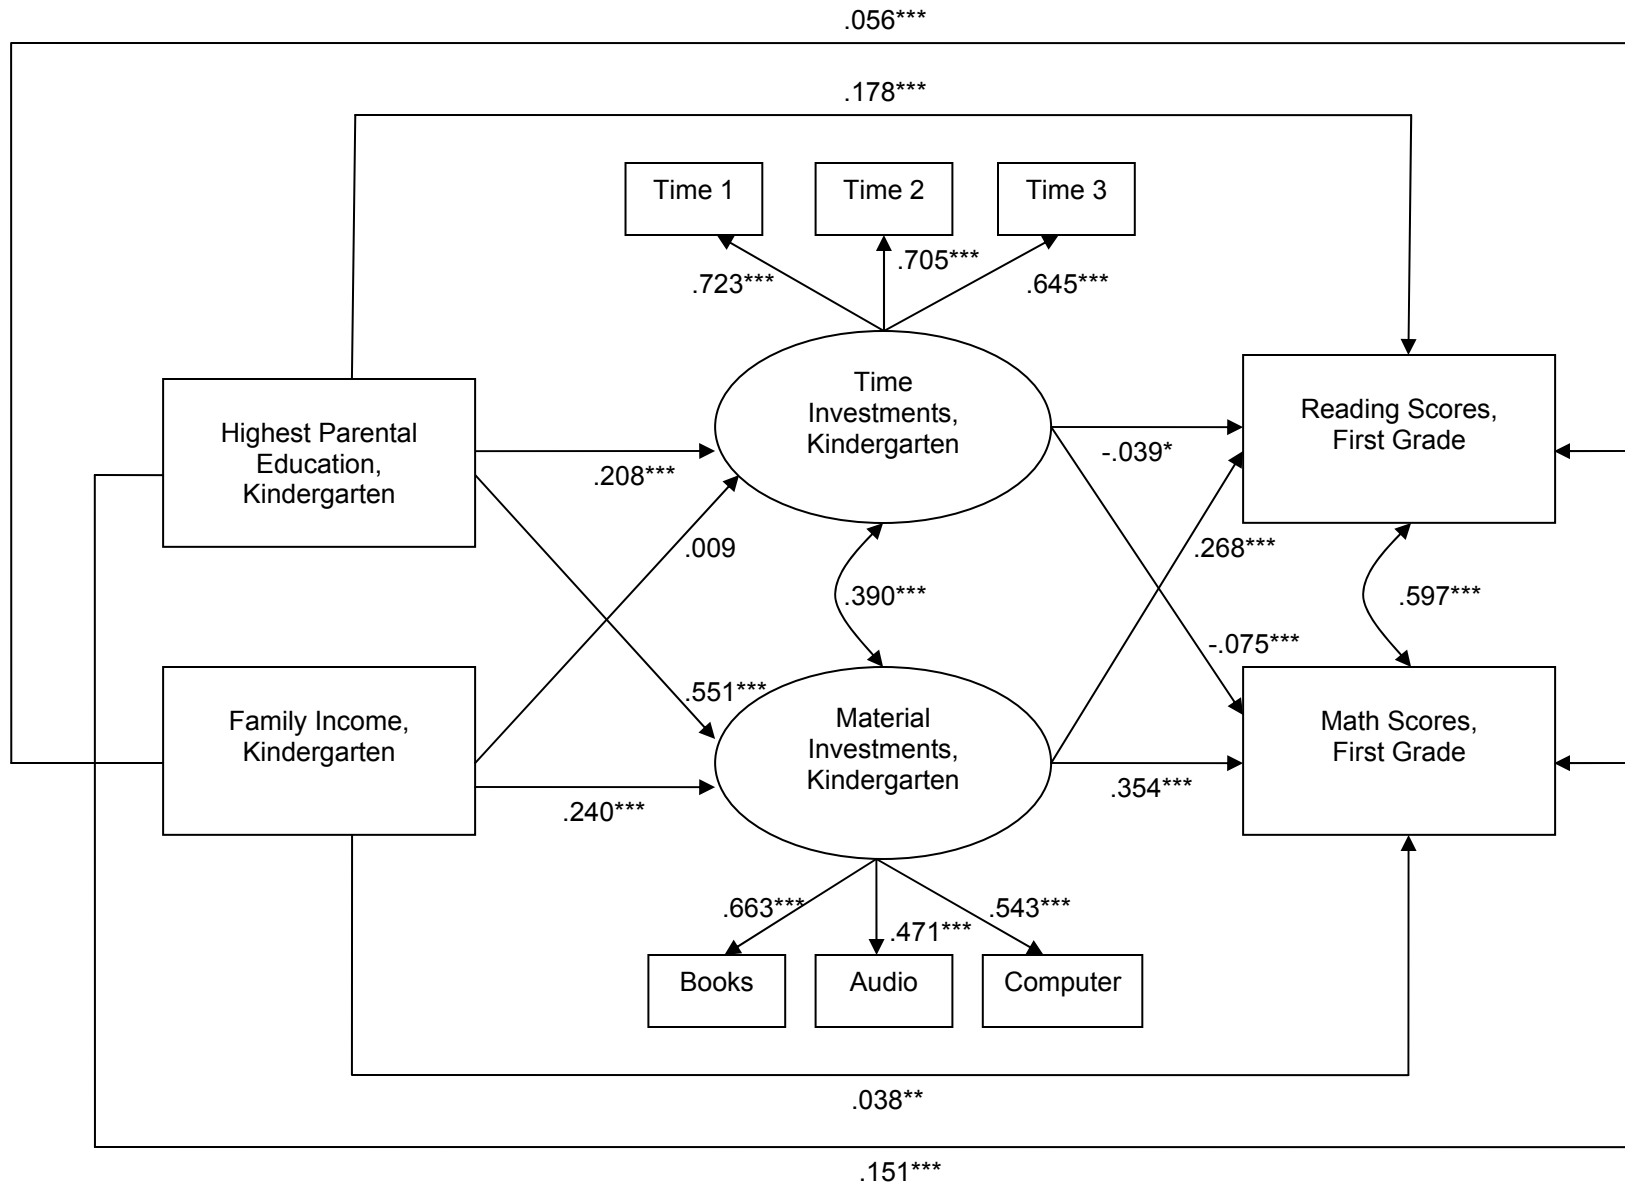 .056***
.178***
Time 1
Time 2
Time 3
.723***
.705***
.645***
Time
Investments,
Kindergarten
Reading Scores,
First Grade
Highest Parental
Education,
Kindergarten
.208***
-.039*
.009
.268***
.390***
.597***
-.075***
.551***
Family Income,
Kindergarten
Material
Investments,
Kindergarten
Math Scores,
First Grade
.240***
.354***
.663***
.471***
.543***
Books
Audio
Computer
.038**
.151***